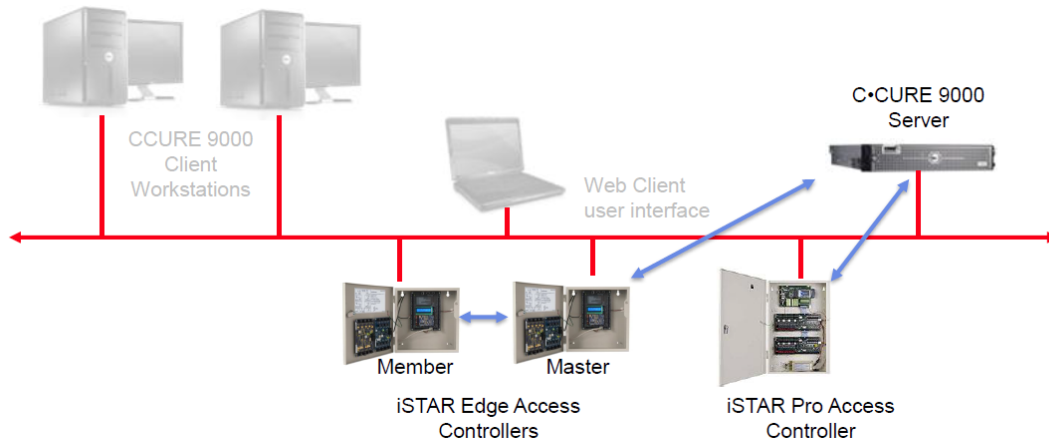 C•CURE 9000
Server
CCURE 9000
Client
Workstations
Web Client
user interface
Member
Master
iSTAR Edge Access
Controllers
iSTAR Pro Access
Controller